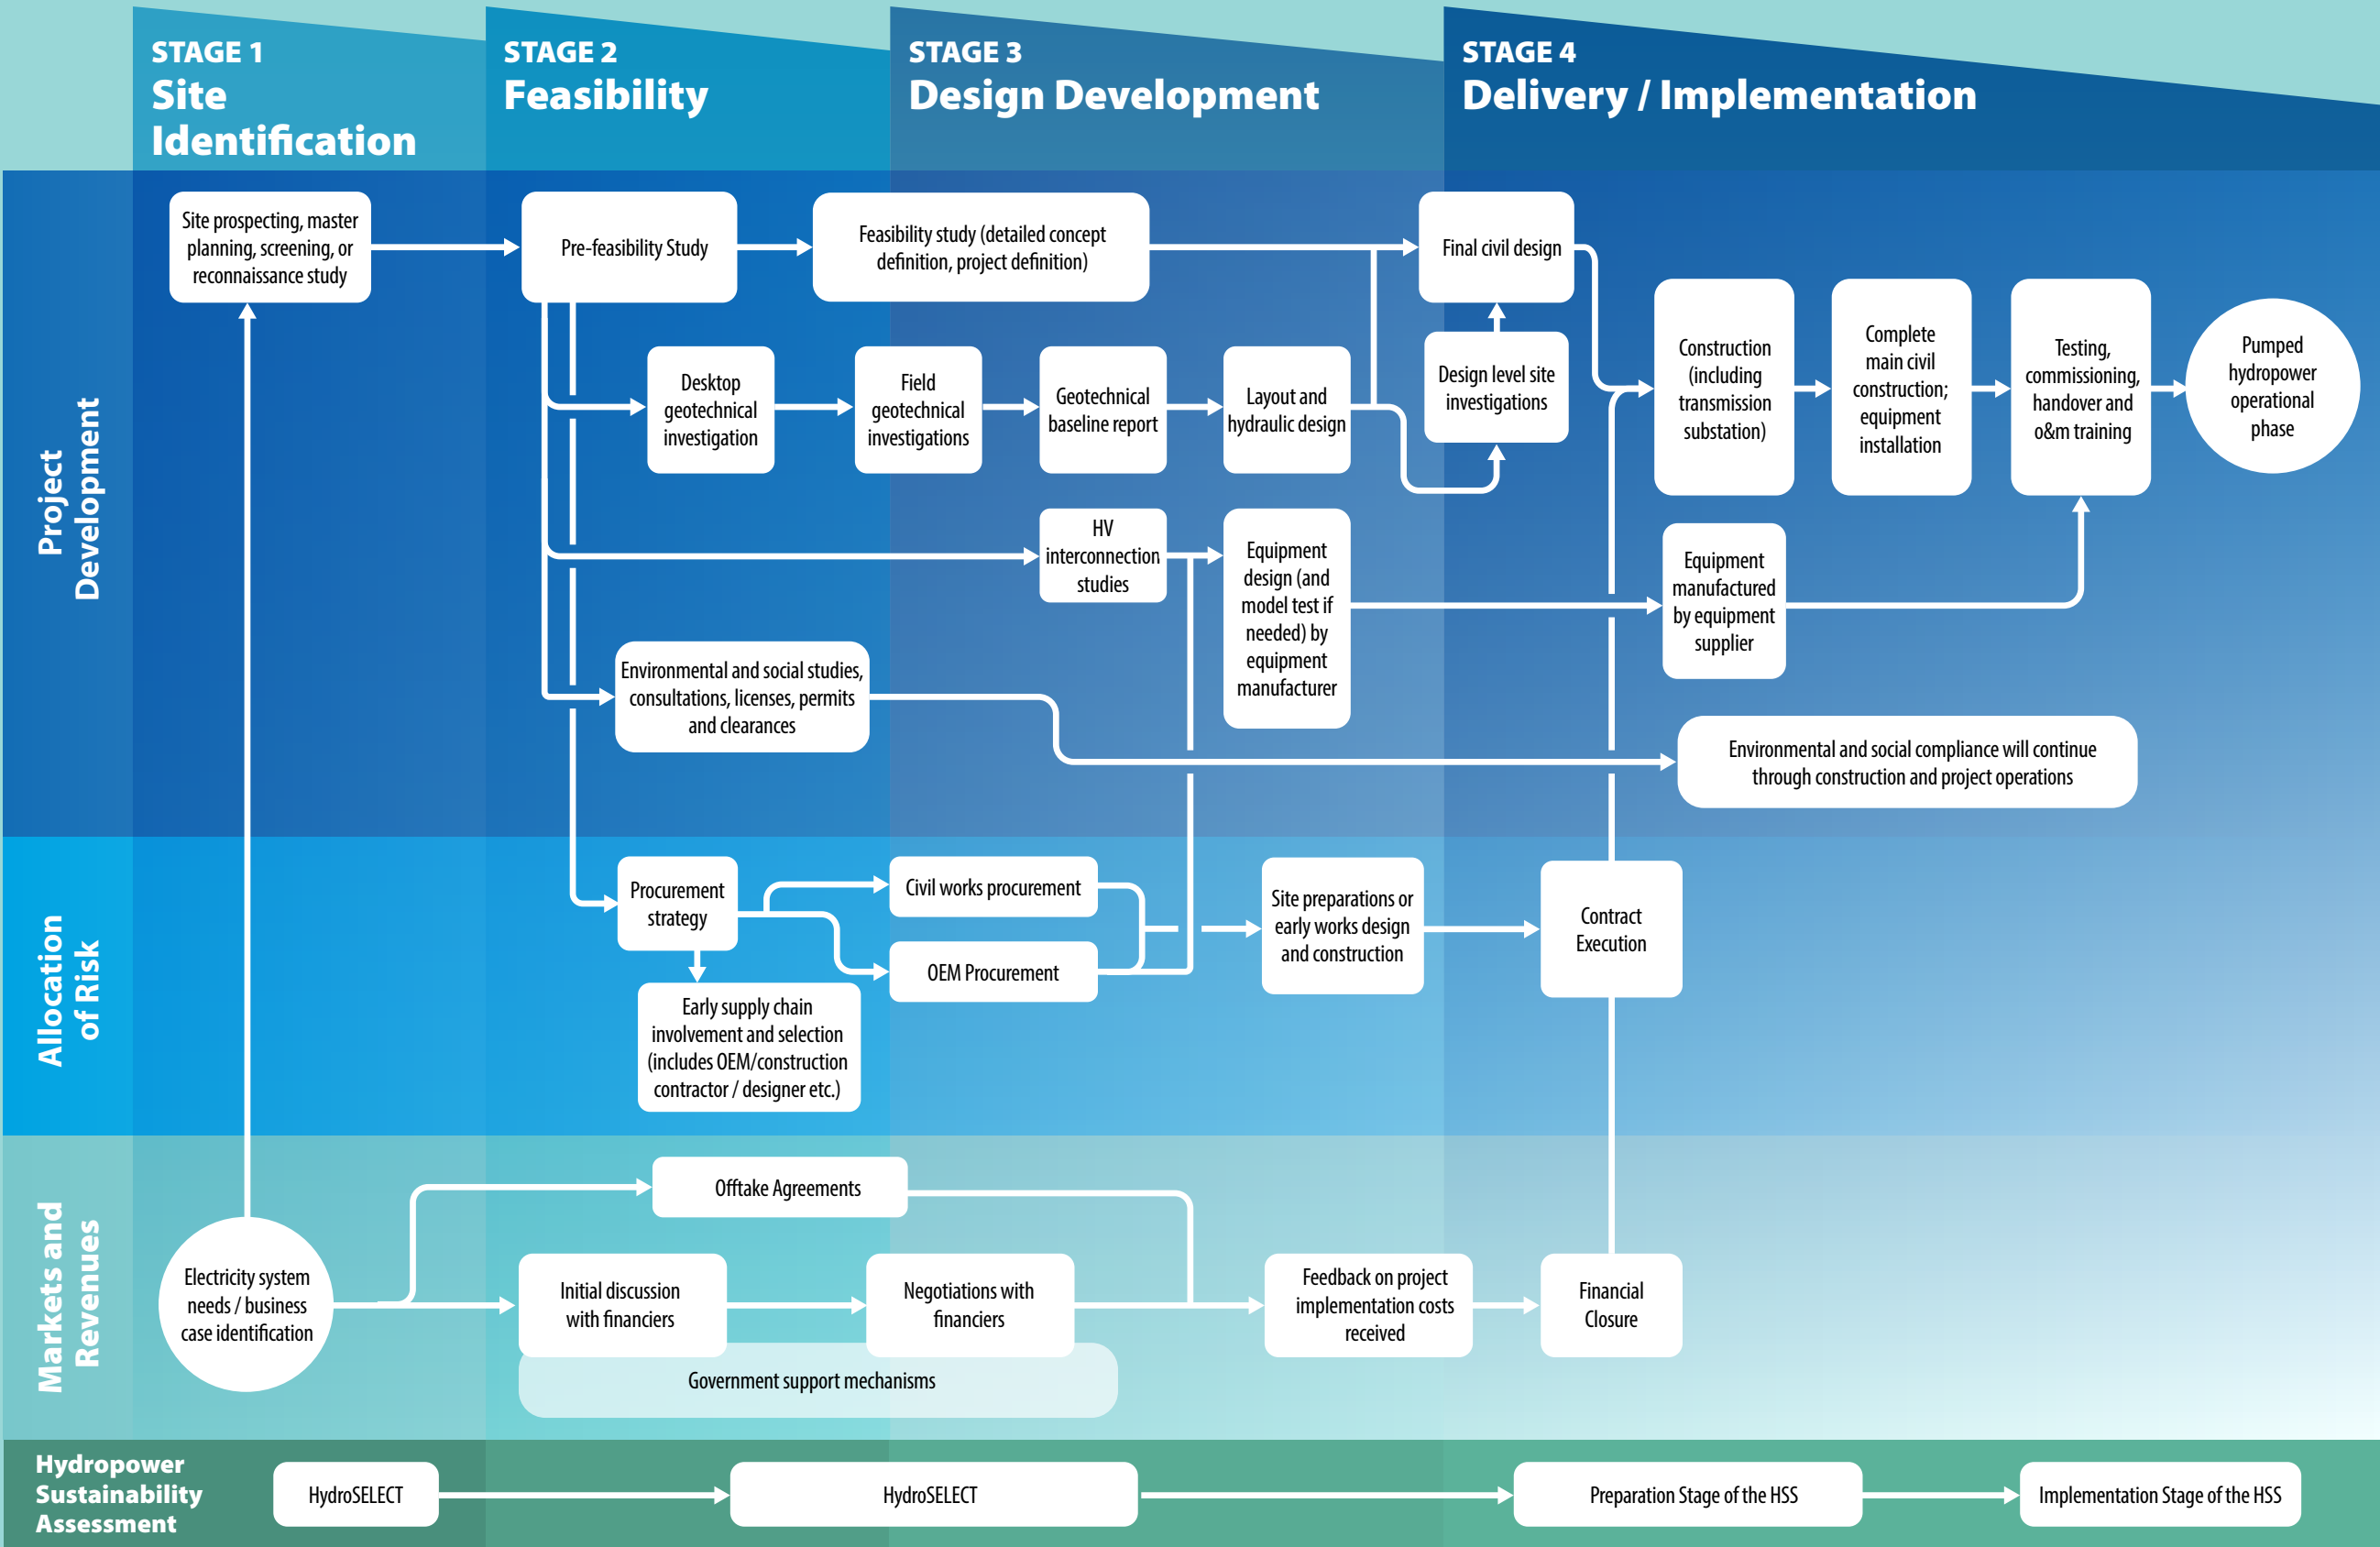 STAGE 1
Site
Identification
STAGE 2
Feasibility
STAGE 3
Design Development
STAGE 4
Delivery / Implementation
Project
Development
Site prospecting, master
planning, screening, or
reconnaissance study
Pre-feasibility Study
Feasibility study (detailed concept
definition, project definition)
Final civil design
Desktop
geotechnical
investigation
Field
geotechnical
investigations
Geotechnical
baseline report
Layout and
hydraulic design
Design level site
investigations
Construction
(including
transmission
substation)
Complete
main civil
construction;
equipment
installation
Testing,
commissioning,
handover and
o&m training
Pumped
hydropower
operational
phase
HV
interconnection
studies
Equipment
design (and
model test if
needed) by
equipment
manufacturer
Equipment
manufactured
by equipment
supplier
Environmental and social studies,
consultations, licenses, permits
and clearances
Environmental and social compliance will continue
through construction and project operations
Allocation
of Risk
Procurement
strategy
Civil works procurement
OEM Procurement
Site preparations or
early works design
and construction
Contract
Execution
Early supply chain
involvement and selection
(includes OEM/construction
contractor / designer etc.)
Markets and
Revenues
Offtake Agreements
Electricity system
needs / business
case identification
Initial discussion
with financiers
Negotiations with
financiers
Feedback on project
implementation costs
received
Financial
Closure
Government support mechanisms
Hydropower
Sustainability
Assessment
HydroSELECT
HydroSELECT
Preparation Stage of the HSS
Implementation Stage of the HSS